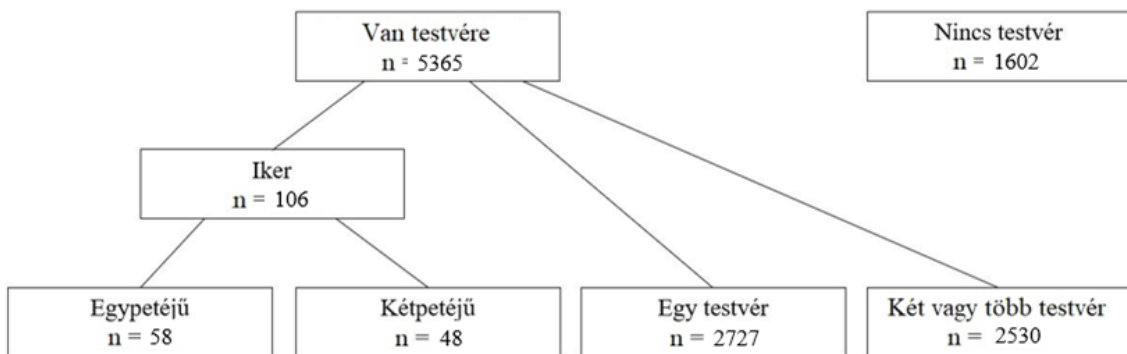 Van testvére
n = 5365
Nincs testvér
n = 1602
Iker
n = 106
Egypetéjű
n = 58
Kétpetéjű
n = 48
Egy testvér
n = 2727
Két vagy több testvér
n = 2530